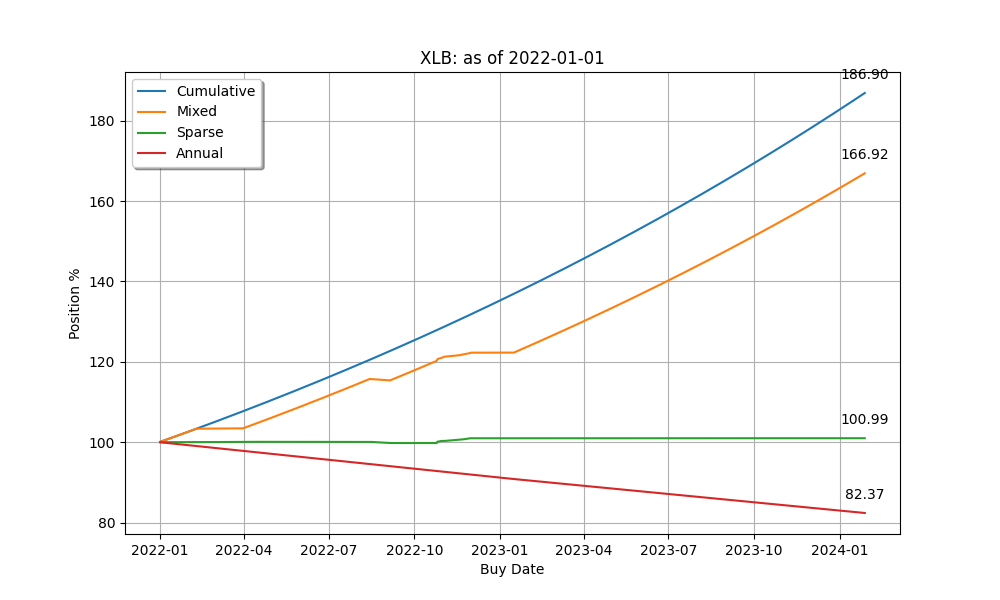 XLB: as of 2022-01-01
Cumulative
Mixed
Sparse
Annual
186.90
166.92
100.99
82.37
180
160
140
120
100
80
Position %
2022-01 2022-04 2022-07 2022-10 2023-01 2023-04 2023-07 2023-10 2024-01
Buy Date